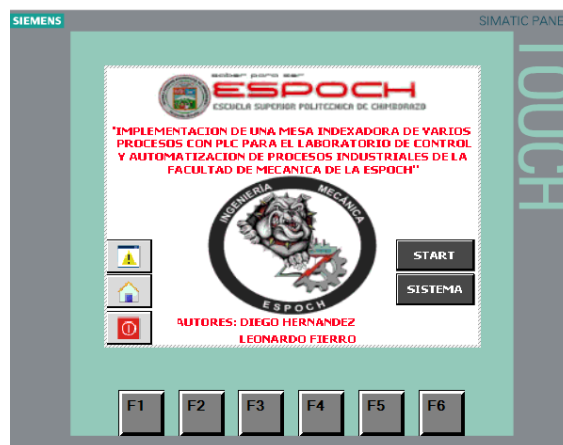 SIEMENS
SIMATIC PANE
TOUCH
saber para ser
ESPOCH
ESCUELA SUPERIOR POLITECNICA DE CHIMBORAZO
"IMPLEMENTACION DE UNA MESA INDEXADORA DE VARIOS
PROCESOS CON PLC PARA EL LABORATORIO DE CONTROL
Y AUTOMATIZACION DE PROCESOS INDUSTRIALES DE LA
FACULTAD DE MECANICA DE LA ESPOCH"
INGENIERÍA MECÁNICA
ESPOCH
START
SISTEMA
AUTORES: DIEGO HERNANDEZ
LEONARDO FIERRO
F1 F2 F3 F4 F5 F6